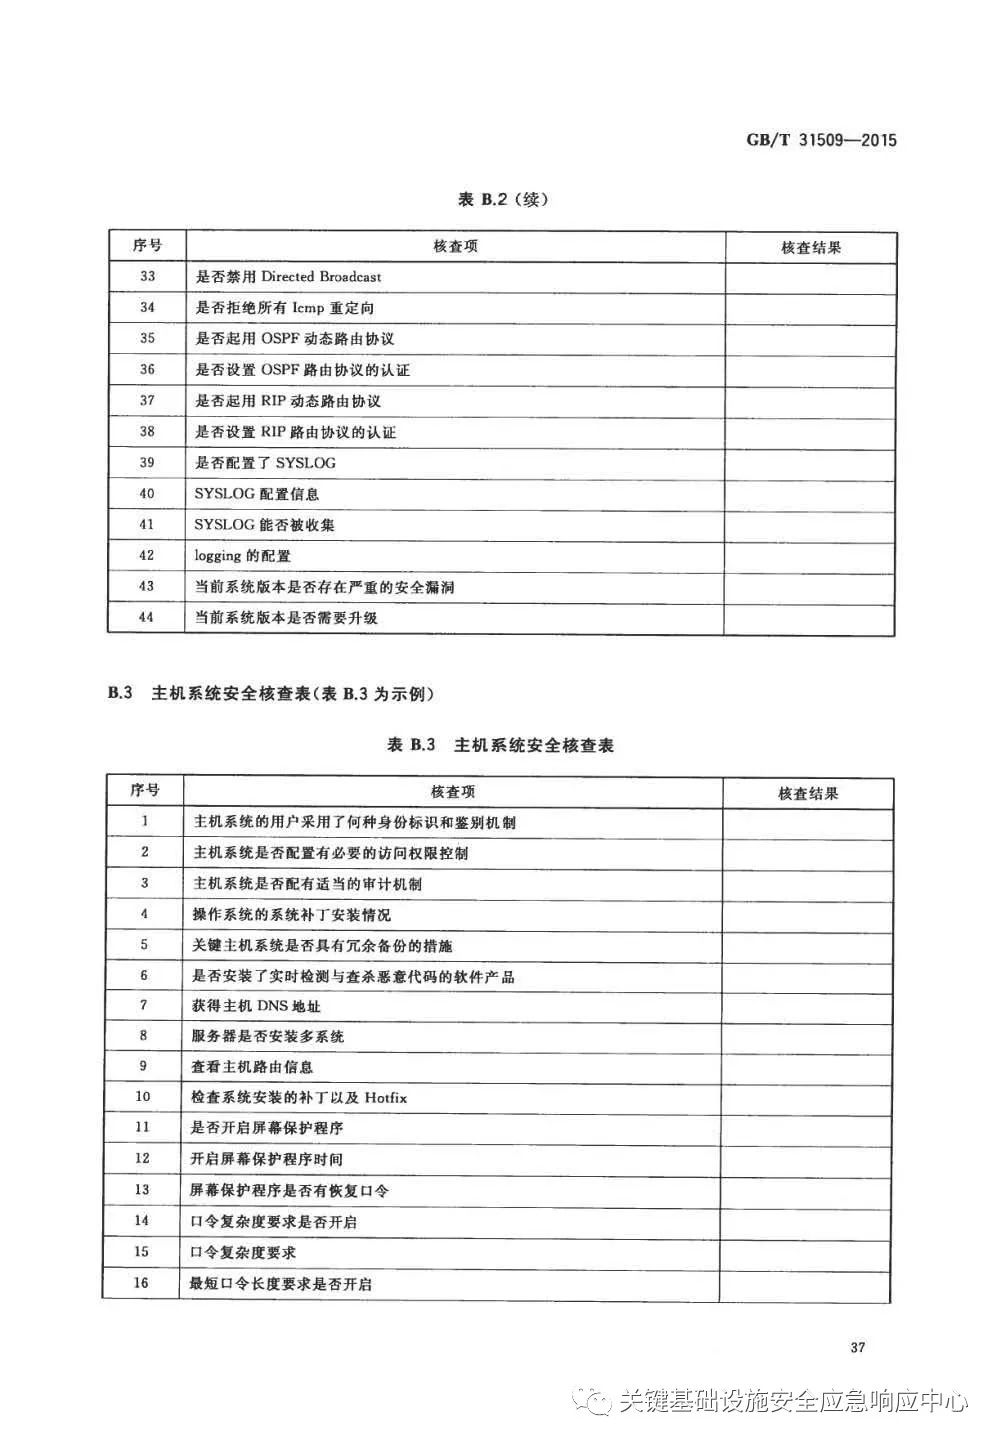 GB/T 31509—2015
表 B.2（续）
序号 核查项 核查结果
33 是否禁用 Directed Broadcast
34 是否拒绝所有 Icmp 重定向
35 是否起用 OSPF 动态路由协议
36 是否设置 OSPF 路由协议的认证
37 是否起用 RIP 动态路由协议
38 是否设置 RIP 路由协议的认证
39 是否配置了 SYSLOG
40 SYSLOG 配置信息
41 SYSLOG 能否被收集
42 logging 的配置
43 当前系统版本是否存在严重的安全漏洞
44 当前系统版本是否需要升级
B.3 主机系统安全核查表（表 B.3 为示例）
表 B.3 主机系统安全核查表
序号 核查项 核查结果
1 主机系统的用户采用了何种身份标识和鉴别机制
2 主机系统是否配置有必要的访问权限控制
3 主机系统是否配有适当的审计机制
4 操作系统的系统补丁安装情况
5 关键主机系统是否具有冗余备份的措施
6 是否安装了实时检测与查杀恶意代码的软件产品
7 获得主机 DNS 地址
8 服务器是否安装多系统
9 查看主机路由信息
10 检查系统安装的补丁以及 Hotfix
11 是否开启屏幕保护程序
12 开启屏幕保护程序时间
13 屏幕保护程序是否有恢复口令
14 口令复杂度要求是否开启
15 口令复杂度要求
16 最短口令长度要求是否开启
37
关键基础设施安全应急响应中心